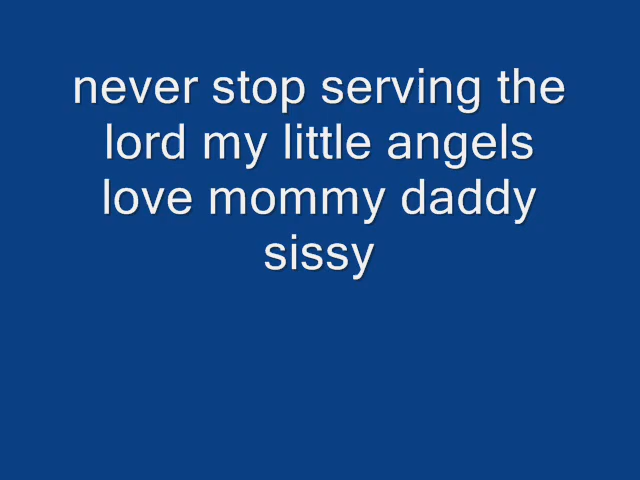 never stop serving the
lord my little angels
love mommy daddy
sissy